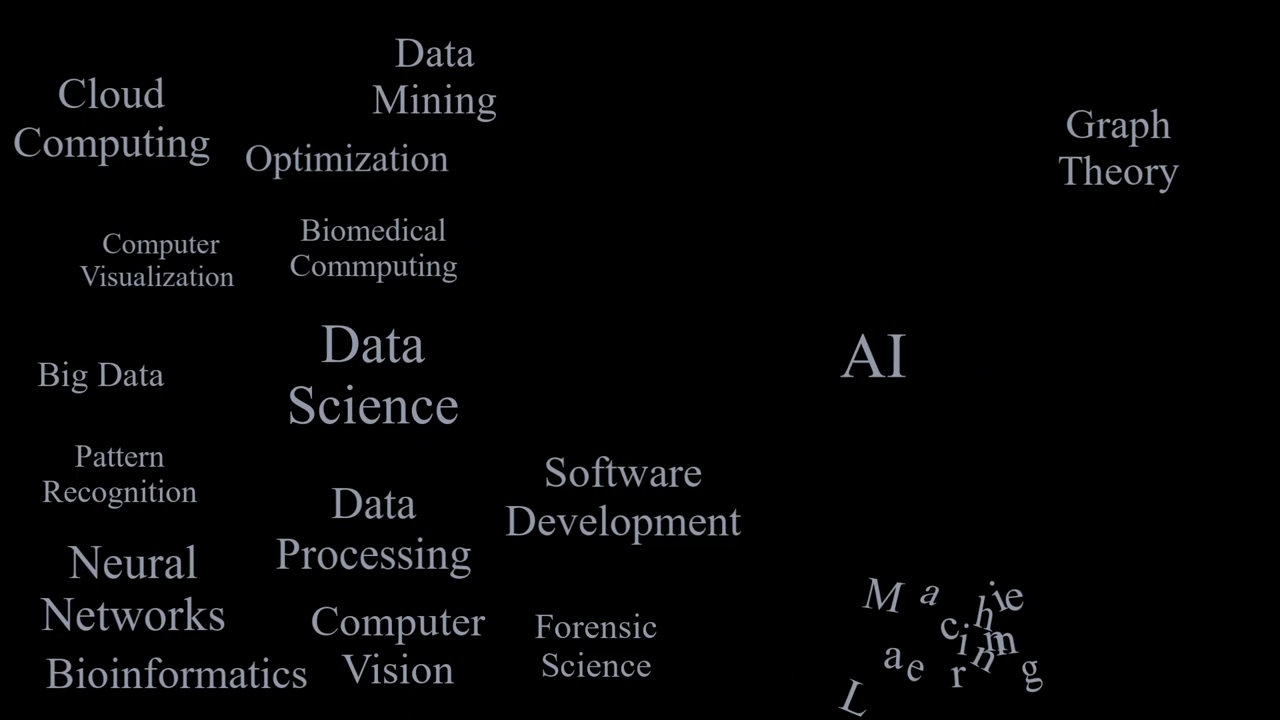 Data
Mining
Cloud
Computing
Optimization
Graph
Theory
Computer
Visualization
Biomedical
Commputing
Data
Science
AI
Big Data
Pattern
Recognition
Software
Development
Data
Processing
Neural
Networks
Computer
Vision
Forensic
Science
Bioinformatics